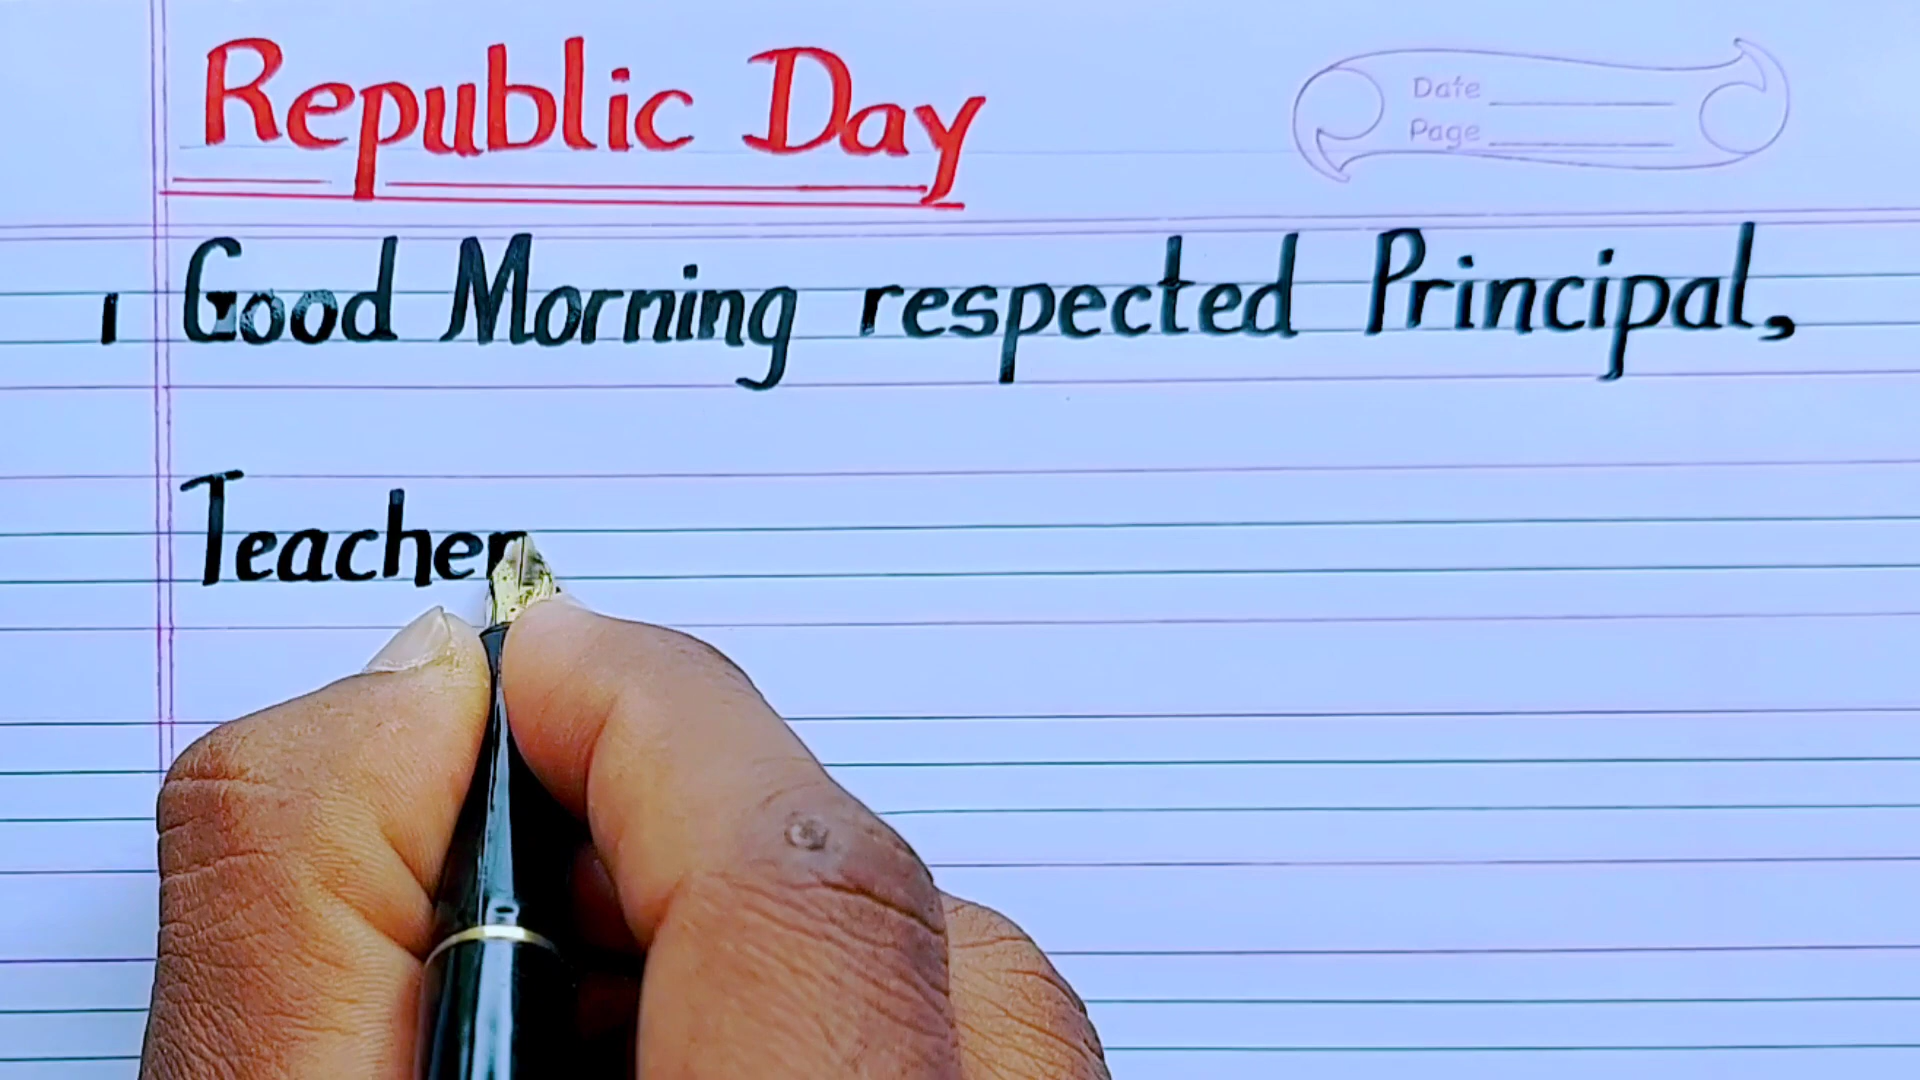 Republic Day
Date
Page
1 Good Morning respected Principal,
Teacher